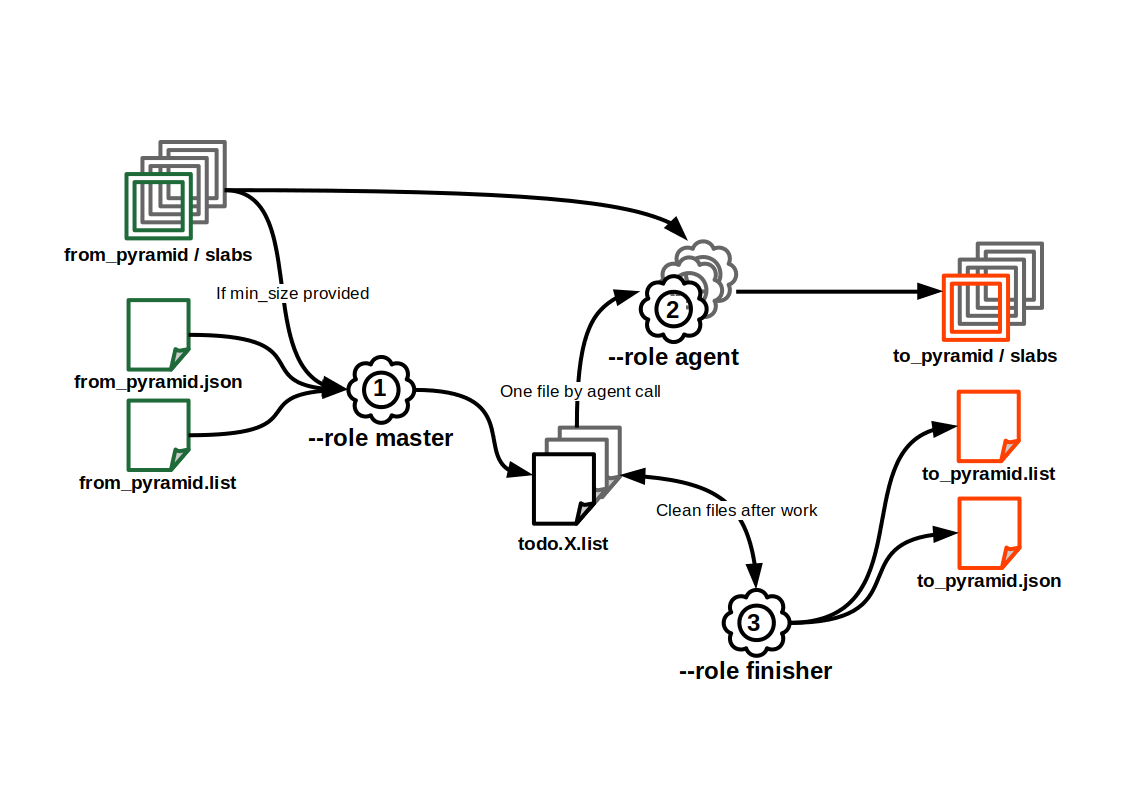 from_pyramid / slabs
If min_size provided
from_pyramid.json
from_pyramid.list
1
--role master
One file by agent call
2
--role agent
todo.X.list
Clean files after work
3
--role finisher
to_pyramid / slabs
to_pyramid.list
to_pyramid.json